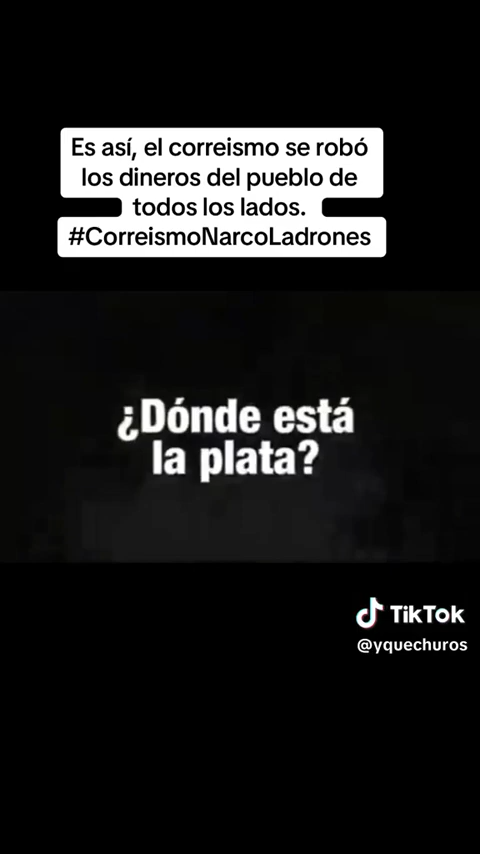 Es así, el correismo se robó
los dineros del pueblo de
todos los lados.
#CorreismoNarcoLadrones
¿Dónde está
la plata?
TikTok
@yquechuros